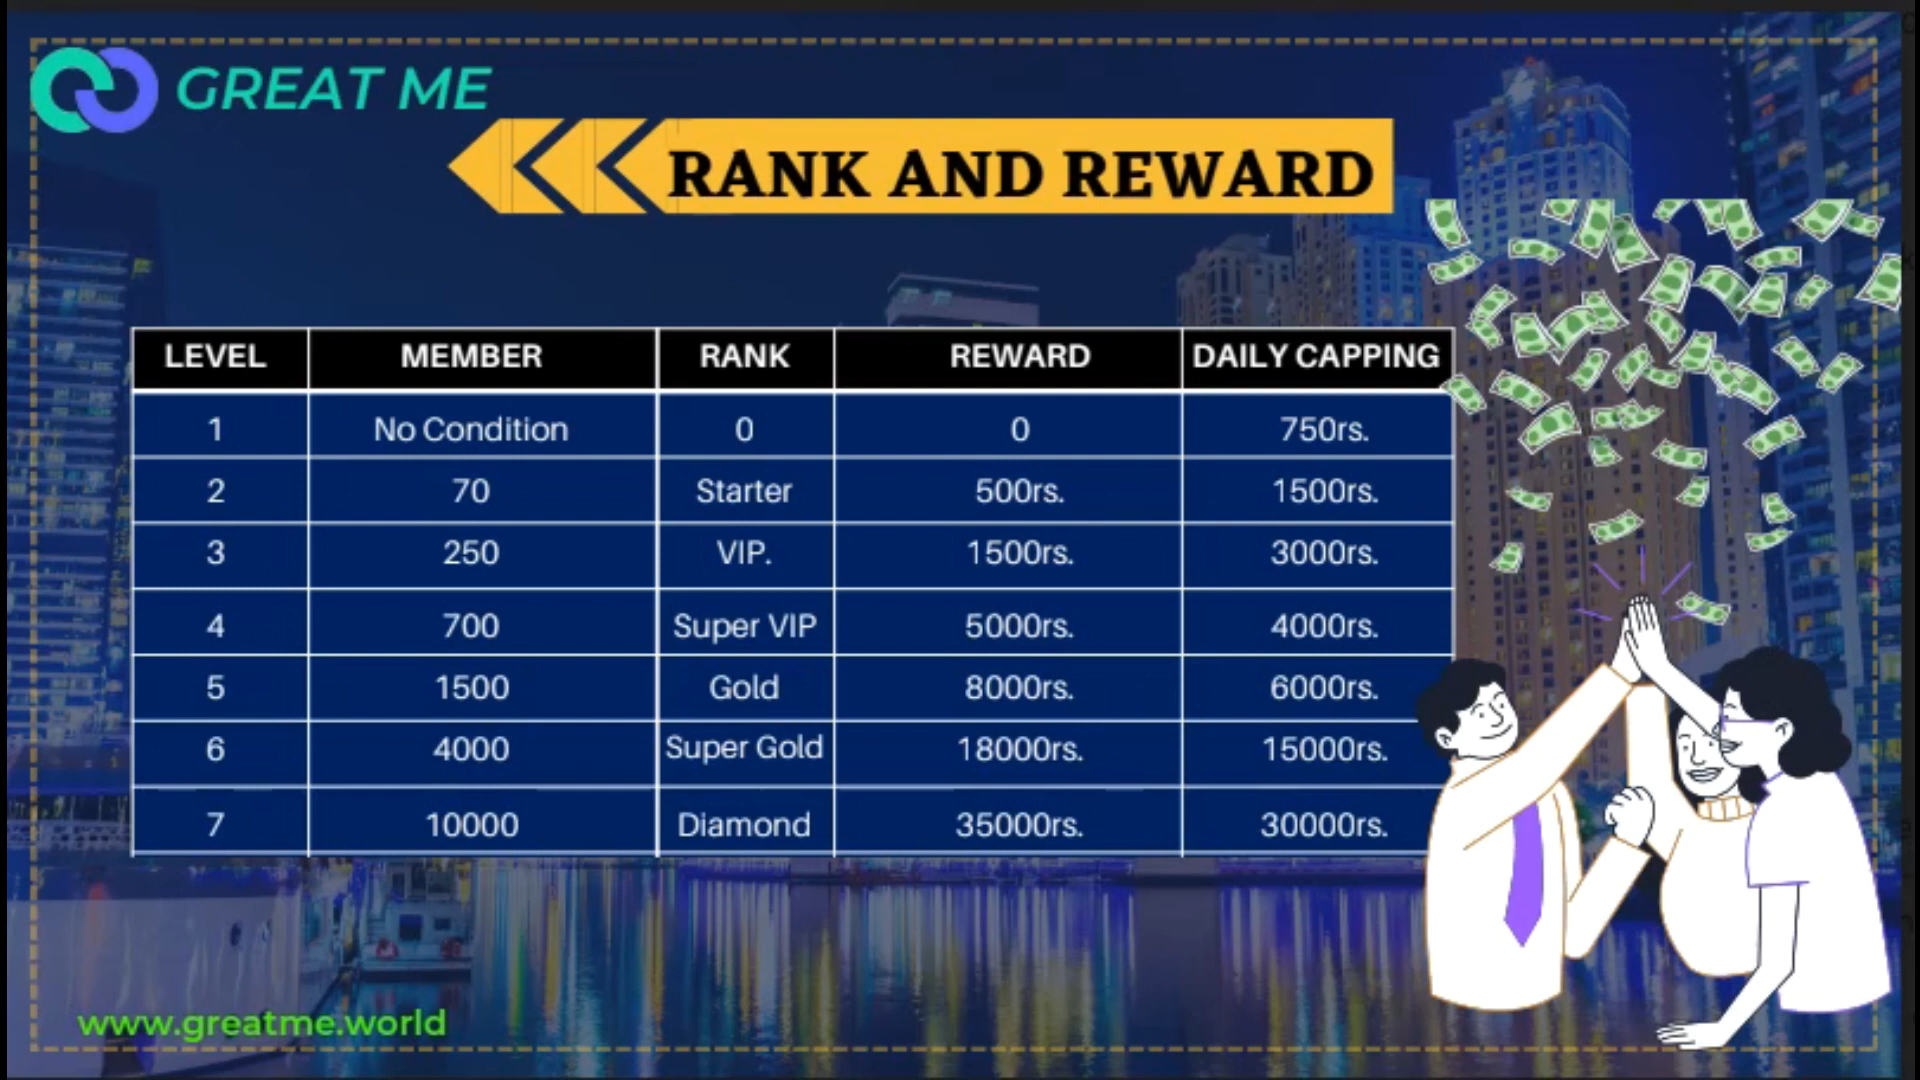 GREAT ME
RANK AND REWARD
LEVEL MEMBER RANK REWARD DAILY CAPPING
1 No Condition 0 0 750rs.
2 70 Starter 500rs. 1500rs.
3 250 VIP. 1500rs. 3000rs.
4 700 Super VIP 5000rs. 4000rs.
5 1500 Gold 8000rs. 6000rs.
6 4000 Super Gold 18000rs. 15000rs.
7 10000 Diamond 35000rs. 30000rs.
www.greatme.world